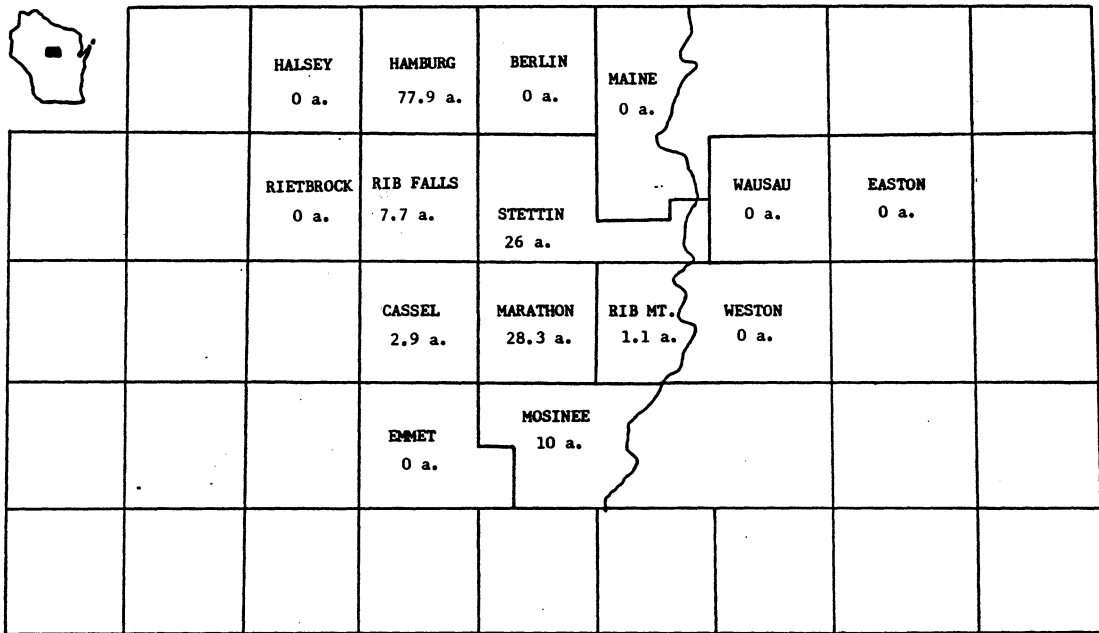 HALSEY
0 a.
HAMBURG
77.9 a.
BERLIN
0 a.
MAINE
0 a.
RIETBROCK
0 a.
RIB FALLS
7.7 a.
STETTIN
26 a.
WAUSAU
0 a.
EASTON
0 a.
CASSEL
2.9 a.
MARATHON
28.3 a.
RIB MT.
1.1 a.
WESTON
0 a.
EMMET
0 a.
MOSINEE
10 a.